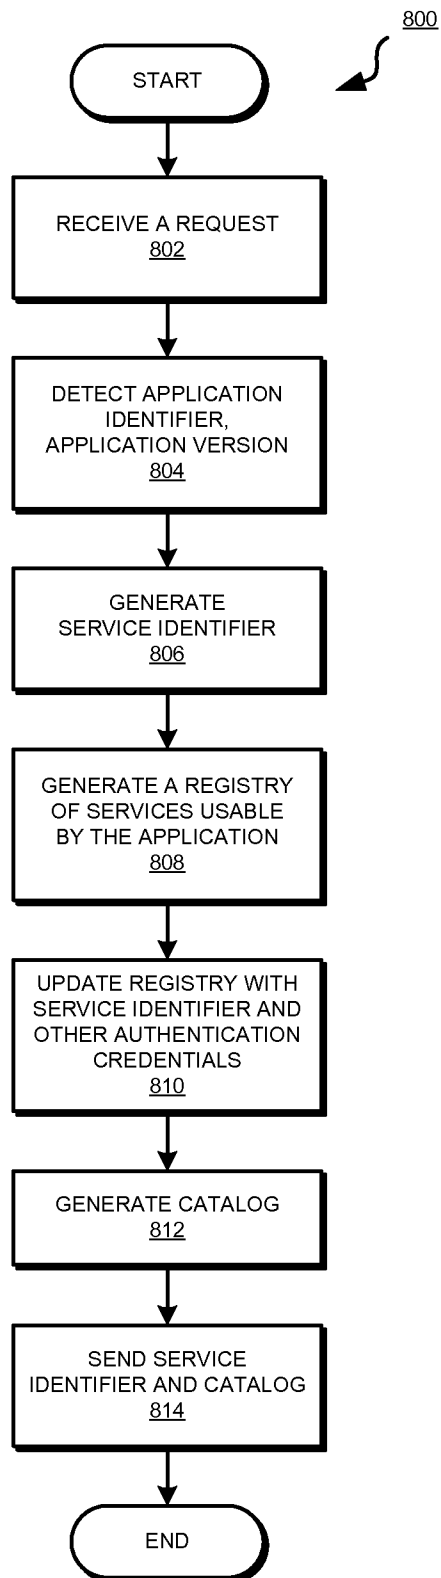 800
START
RECEIVE A REQUEST
802
DETECT APPLICATION
IDENTIFIER,
APPLICATION VERSION
804
GENERATE
SERVICE IDENTIFIER
806
GENERATE A REGISTRY
OF SERVICES USABLE
BY THE APPLICATION
808
UPDATE REGISTRY WITH
SERVICE IDENTIFIER AND
OTHER AUTHENTICATION
CREDENTIALS
810
GENERATE CATALOG
812
SEND SERVICE
IDENTIFIER AND CATALOG
814
END